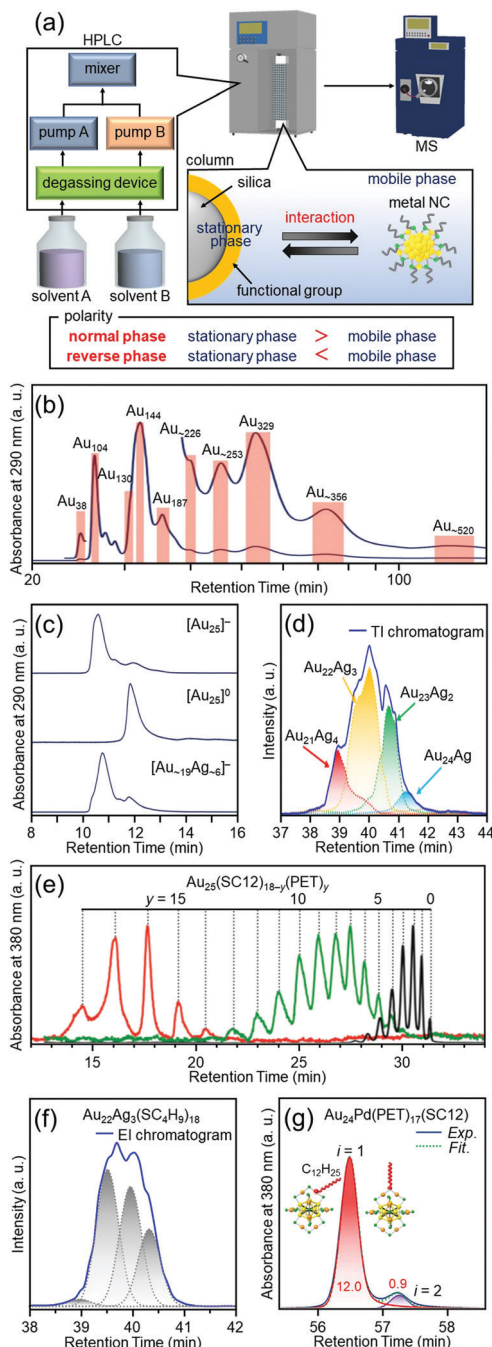 (a)
HPLC
mixer
pump A
pump B
degassing device
solvent A
solvent B
MS
column
silica
mobile phase
metal NC
stationary
phase
interaction
functional group
polarity
normal phase stationary phase > mobile phase
reverse phase stationary phase < mobile phase
(b)
Absorbance at 290 nm (a. u.)
Au38
Au104
Au130
Au144
Au187
Au~226
Au~253
Au329
Au~356
Au~520
20
100
Retention Time (min)
(c)
Absorbance at 290 nm (a. u.)
[Au25]−
[Au25]0
[Au~19Ag~6]−
8 10 12 14 16
Retention Time (min)
(d)
TI chromatogram
Intensity (a. u.)
Au22Ag3
Au23Ag2
Au21Ag4
Au24Ag
37 38 39 40 41 42 43 44
Retention Time (min)
(e)
Au25(SC12)18−y(PET)y
y = 15 10 5 0
Absorbance at 380 nm (a. u.)
15 20 25 30
Retention Time (min)
(f)
Au22Ag3(SC4H9)18
EI chromatogram
Intensity (a. u.)
38 39 40 41 42
Retention Time (min)
(g)
Au24Pd(PET)17(SC12)
Exp.
Fit.
i = 1
C12H25
Absorbance at 380 nm (a. u.)
12.0
0.9
i = 2
56 57 58
Retention Time (min)